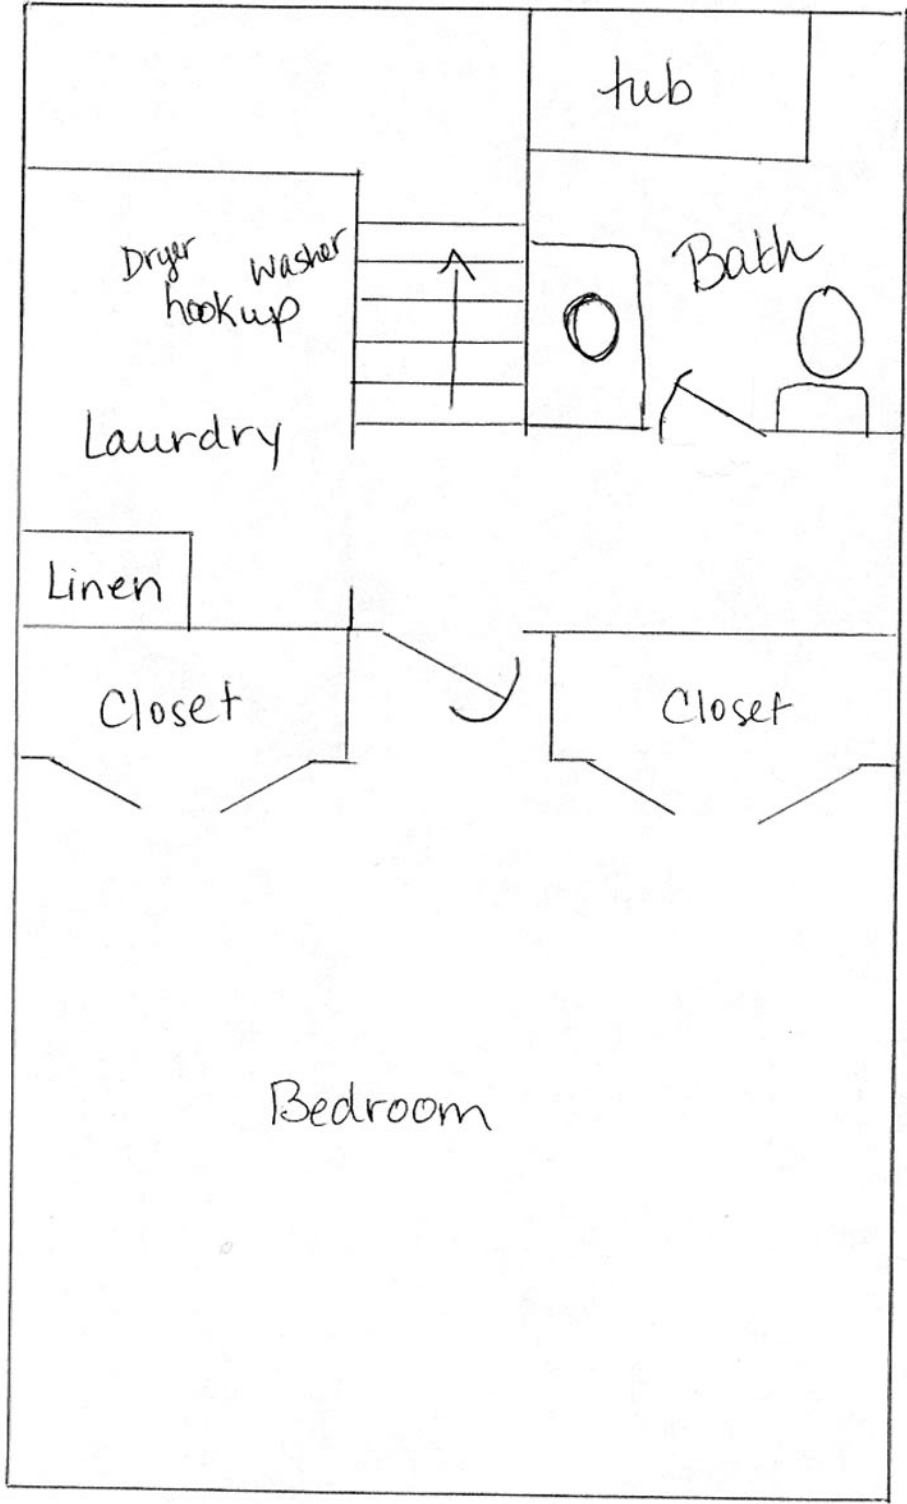 tub
Bath
Dryer Washer
hookup
Laurdry
Linen
Closet
Closet
Bedroom